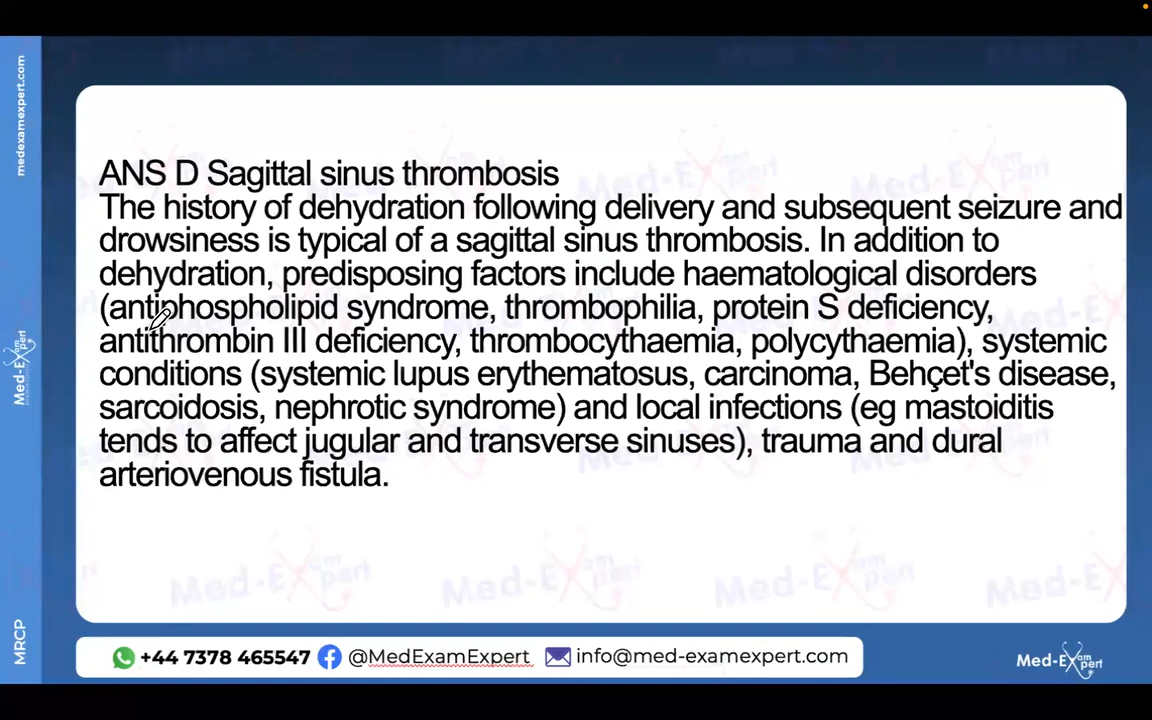 medexamexpert.com
Med-Exam Expert
MRCP
ANS D Sagittal sinus thrombosis
The history of dehydration following delivery and subsequent seizure and
drowsiness is typical of a sagittal sinus thrombosis. In addition to
dehydration, predisposing factors include haematological disorders
(antiphospholipid syndrome, thrombophilia, protein S deficiency,
antithrombin III deficiency, thrombocythaemia, polycythaemia), systemic
conditions (systemic lupus erythematosus, carcinoma, Behçet's disease,
sarcoidosis, nephrotic syndrome) and local infections (eg mastoiditis
tends to affect jugular and transverse sinuses), trauma and dural
arteriovenous fistula.
+44 7378 465547 @MedExamExpert info@med-examexpert.com
Med-Exam Expert